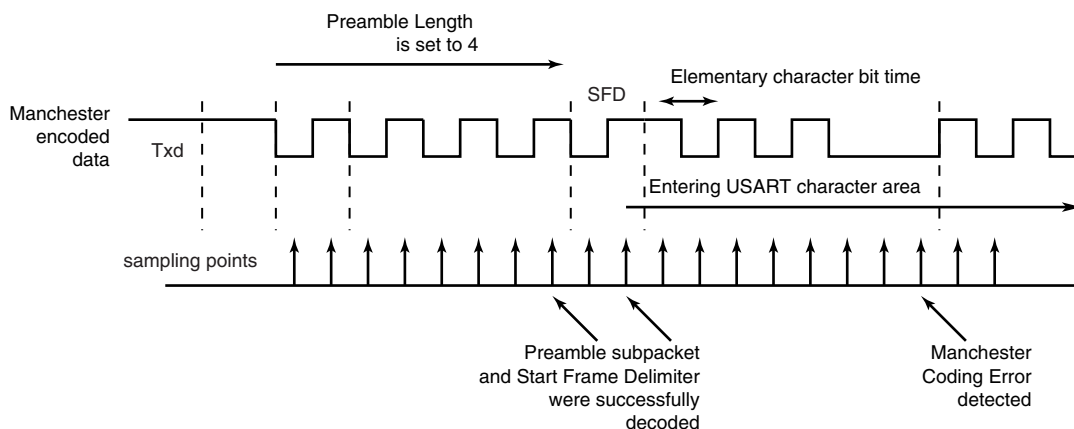 Preamble Length
is set to 4
Elementary character bit time
SFD
Manchester
encoded
data
Txd
Entering USART character area
sampling points
Preamble subpacket
and Start Frame Delimiter
were successfully
decoded
Manchester
Coding Error
detected